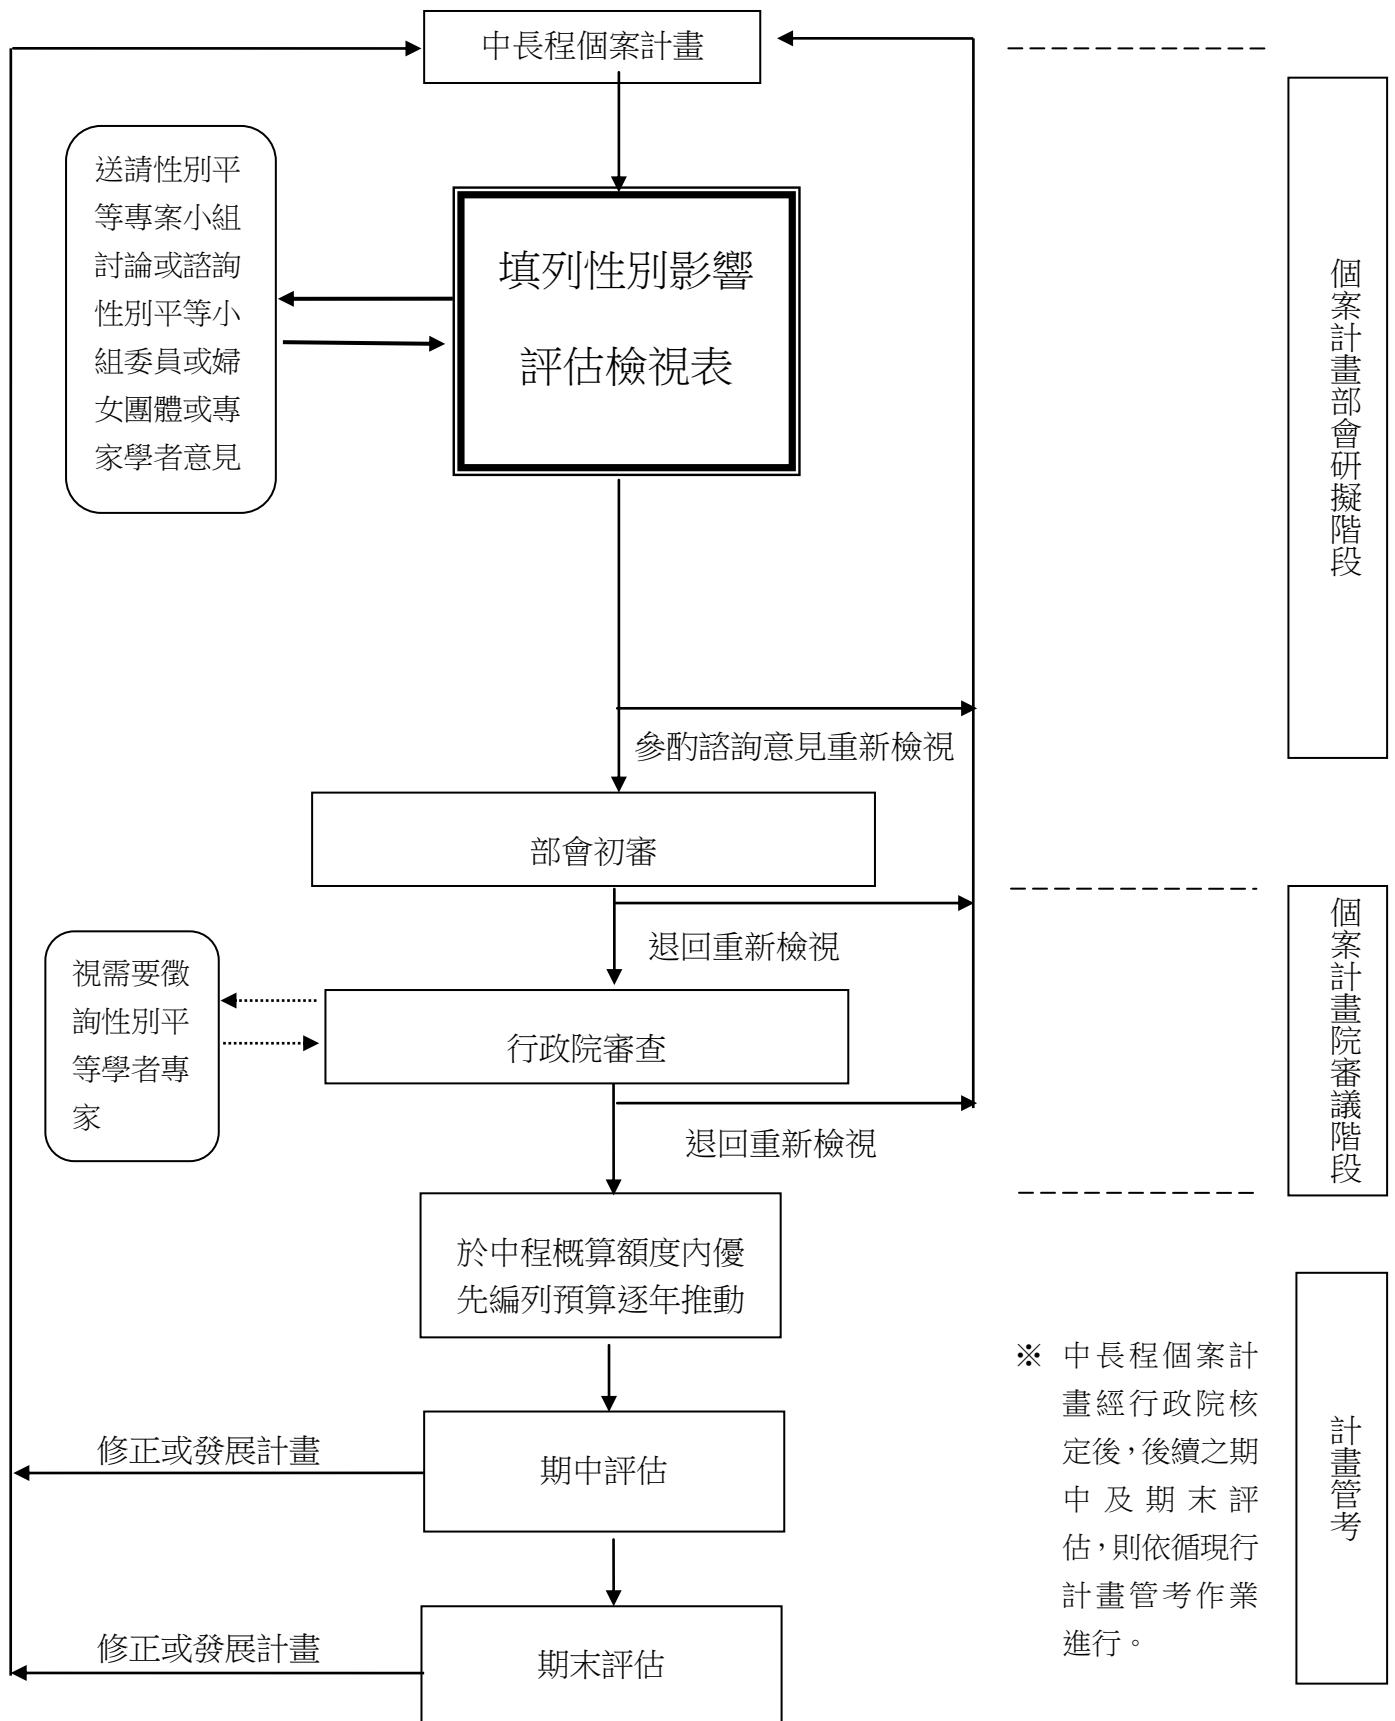 中長程個案計畫
送請性別平
等專案小組
討論或諮詢
性別平等小
組委員或婦
女團體或專
家學者意見
填列性別影響
評估檢視表
個案計畫部會研擬階段
參酌諮詢意見重新檢視
部會初審
退回重新檢視
視需要徵
詢性別平
等學者專
家
行政院審查
退回重新檢視
個案計畫院審議階段
於中程概算額度內優
先編列預算逐年推動
※ 中長程個案計
畫經行政院核
定後，後續之期
中及期末評
估，則依循現行
計畫管考作業
進行。
計畫管考
修正或發展計畫
期中評估
修正或發展計畫
期末評估